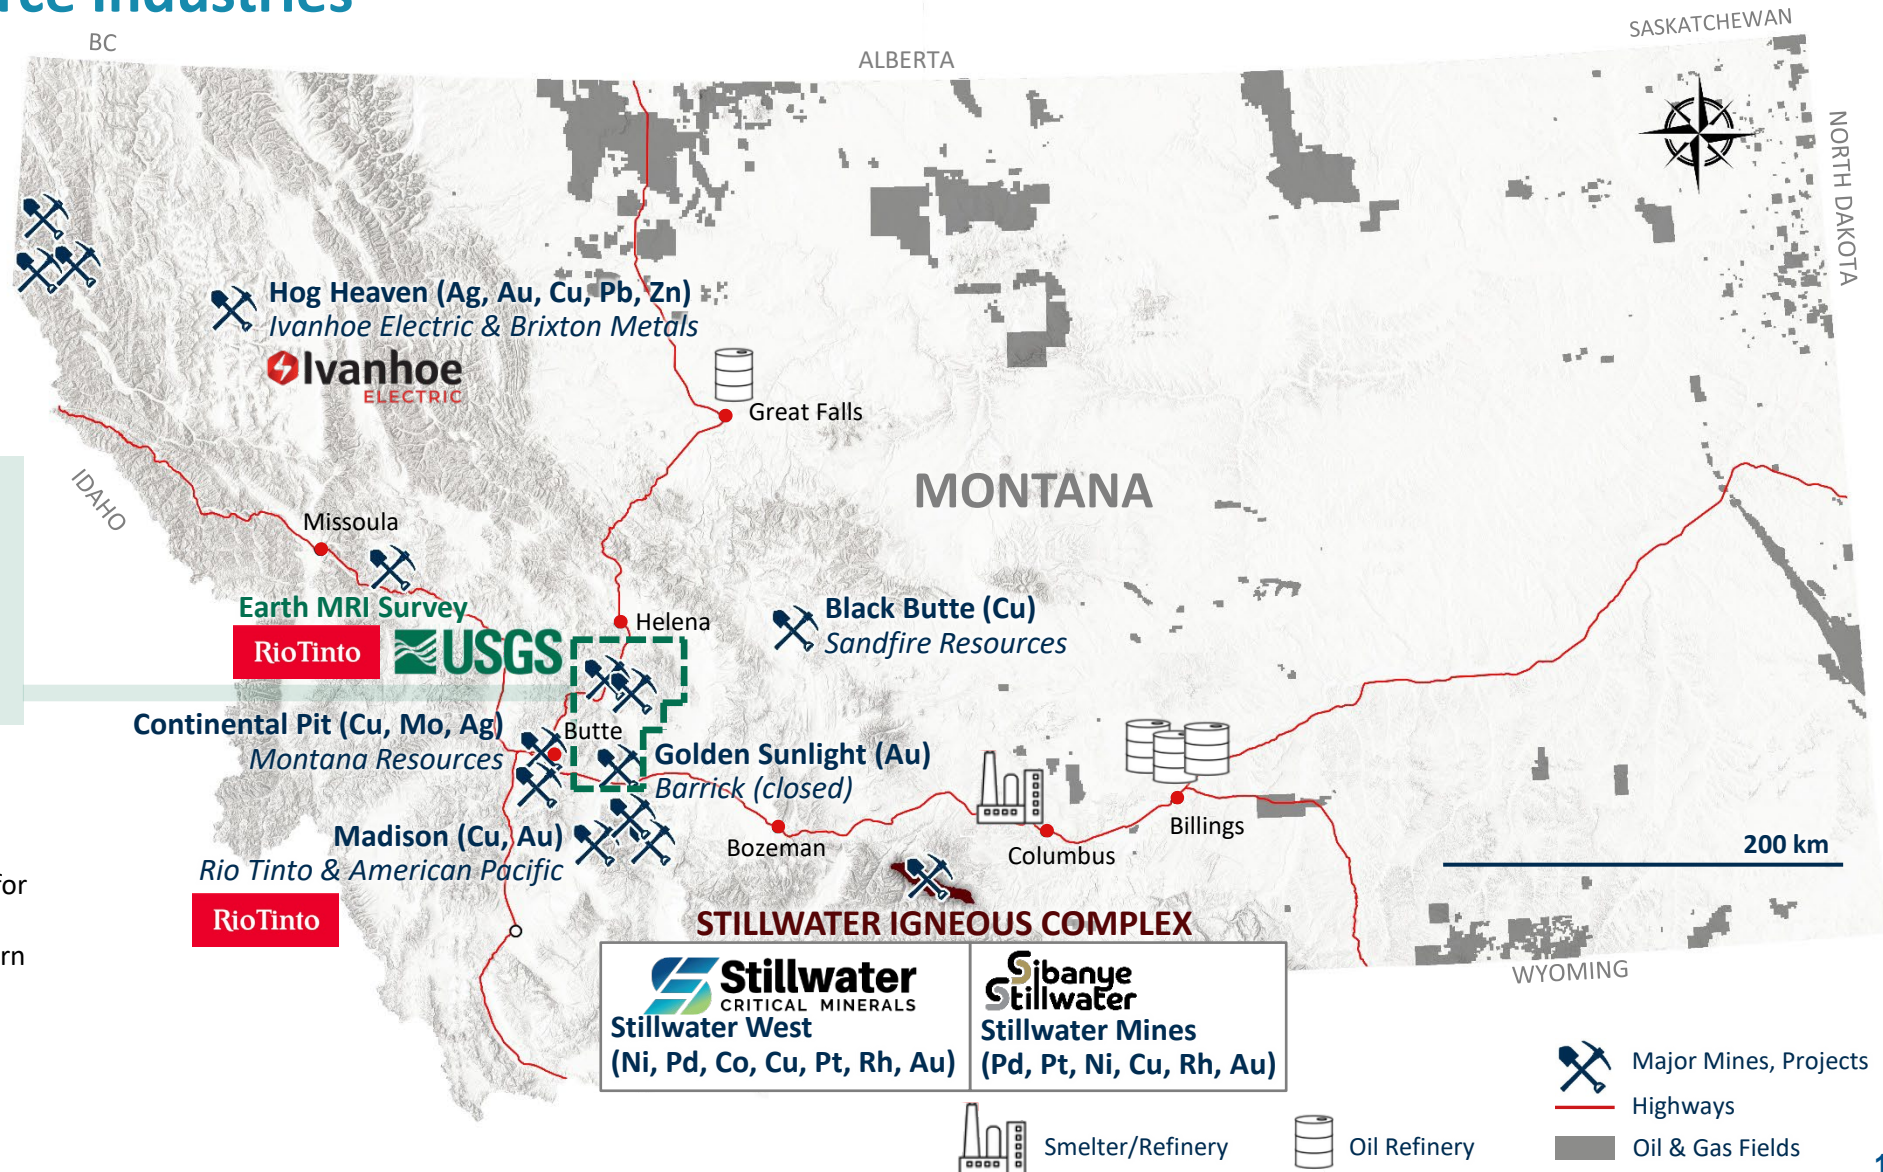 rce Industries
BC
ALBERTA
SASKATCHEWAN
NORTH DAKOTA
Hog Heaven (Ag, Au, Cu, Pb, Zn)
Ivanhoe Electric & Brixton Metals
Ivanhoe
ELECTRIC
Great Falls
MONTANA
IDAHO
Missoula
Earth MRI Survey
RioTinto
USGS
Helena
Black Butte (Cu)
Sandfire Resources
Continental Pit (Cu, Mo, Ag)
Montana Resources
Butte
Golden Sunlight (Au)
Barrick (closed)
Madison (Cu, Au)
Rio Tinto & American Pacific
RioTinto
Bozeman
Columbus
Billings
200 km
for
rn
STILLWATER IGNEOUS COMPLEX
WYOMING
Stillwater
CRITICAL MINERALS
Stillwater West
(Ni, Pd, Co, Cu, Pt, Rh, Au)
Sibanye
Stillwater
Stillwater Mines
(Pd, Pt, Ni, Cu, Rh, Au)
Major Mines, Projects
Highways
Smelter/Refinery
Oil Refinery
Oil & Gas Fields
1